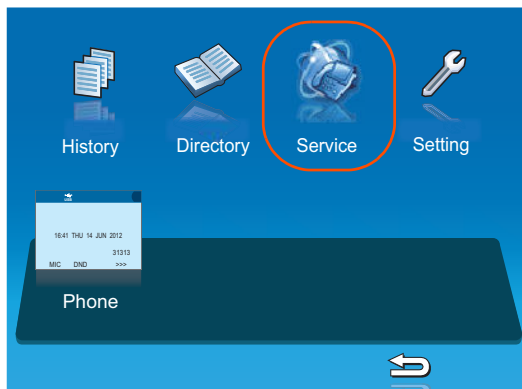 History Directory Service Setting
16:41 THU 14 JUN 2012
31313
MIC DND >>>
Phone